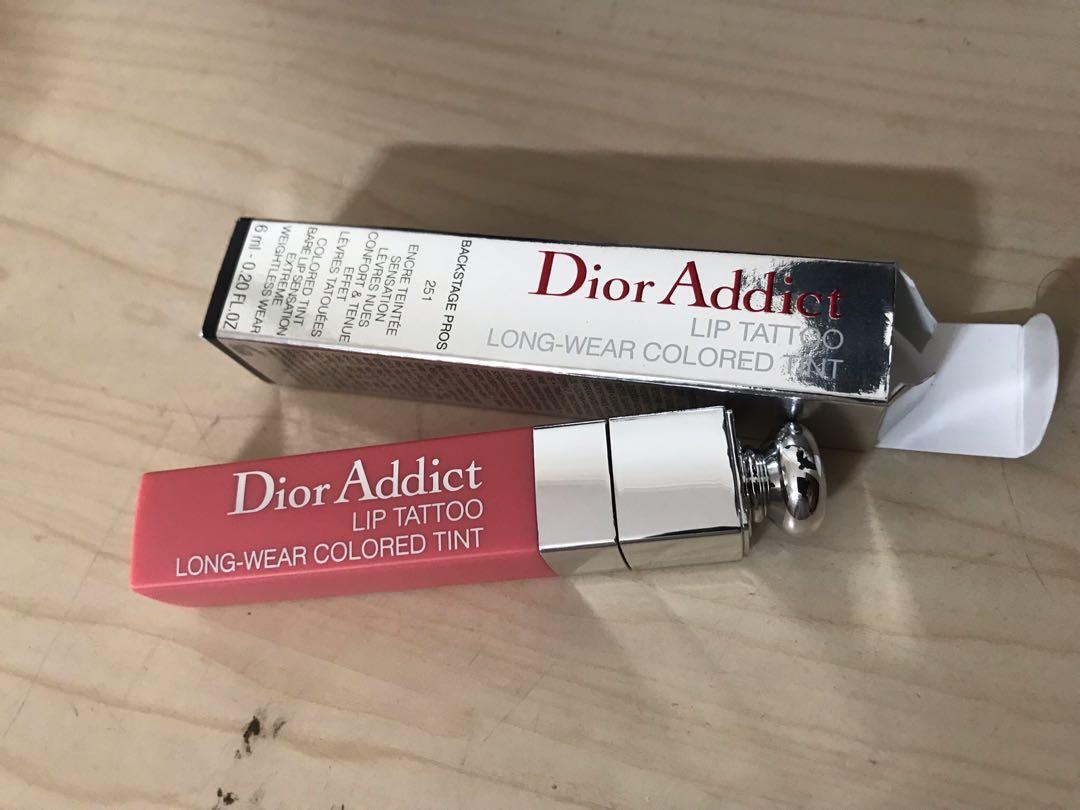 Dior Addict
LIP TATTOO
LONG-WEAR COLORED TINT
BACKSTAGE PROS
251
ENCRE TEINTÉE
SENSATION
LÈVRES NUES
CONFORT & TENUE
EFFET
LÈVRES TATOUÉES
COLORED TINT
BARE LIP SENSATION
EXTREME
WEIGHTLESS WEAR
6 ml - 0.20 FL.OZ
Dior Addict
LIP TATTOO
LONG-WEAR COLORED TINT